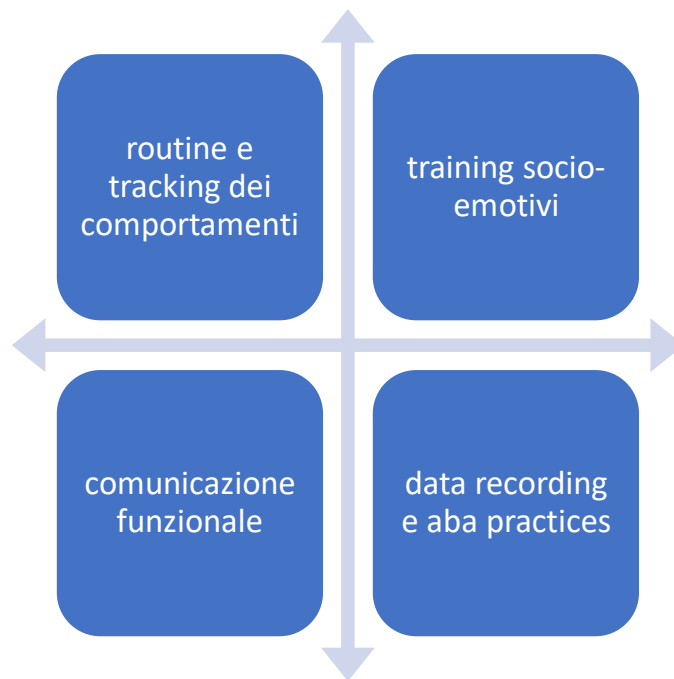 routine e
tracking dei
comportamenti
training socio-
emotivi
comunicazione
funzionale
data recording
e aba practices